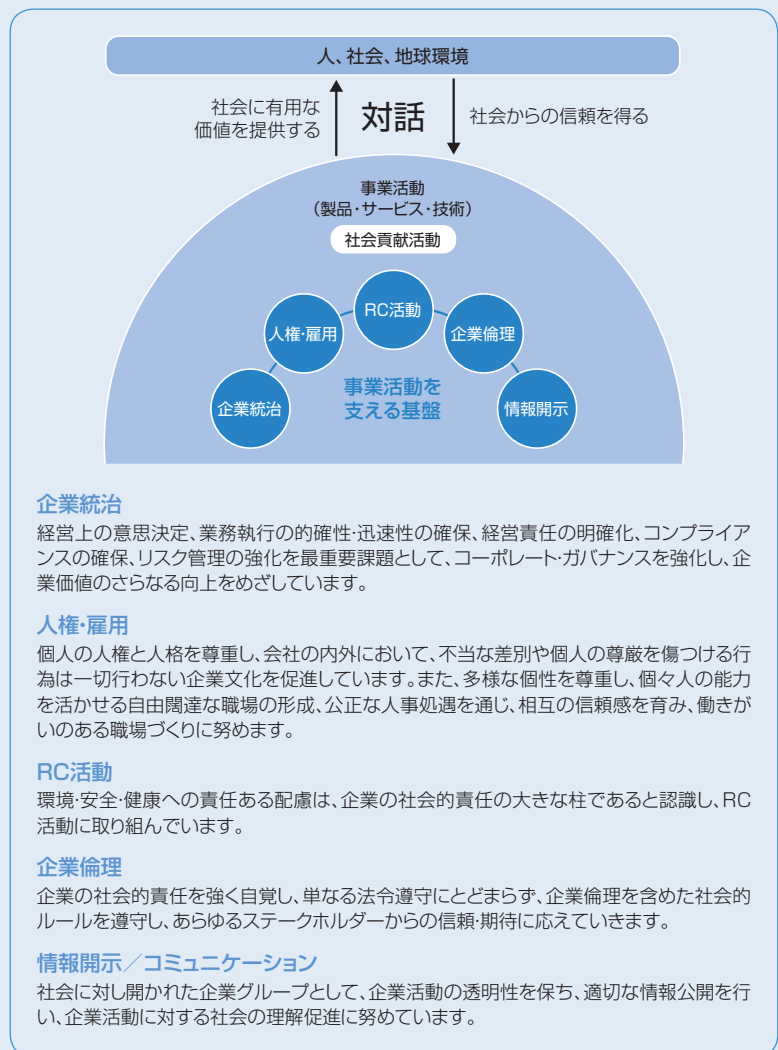 人、社会、地球環境
社会に有用な
価値を提供する
対話
社会からの信頼を得る
事業活動
（製品・サービス・技術）
社会貢献活動
RC活動
人権・雇用
企業倫理
企業統治
事業活動を
支える基盤
情報開示
企業統治
経営上の意思決定、業務執行の的確性・迅速性の確保、経営責任の明確化、コンプライア
ンスの確保、リスク管理の強化を最重要課題として、コーポレート・ガバナンスを強化し、企
業価値のさらなる向上をめざしています。
人権・雇用
個人の人権と人格を尊重し、会社の内外において、不当な差別や個人の尊厳を傷つける行
為は一切行わない企業文化を促進しています。また、多様な個性を尊重し、個々人の能力
を活かせる自由闊達な職場の形成、公正な人事処遇を通じ、相互の信頼感を育み、働きが
いのある職場づくりに努めます。
RC活動
環境・安全・健康への責任ある配慮は、企業の社会的責任の大きな柱であると認識し、RC
活動に取り組んでいます。
企業倫理
企業の社会的責任を強く自覚し、単なる法令遵守にとどまらず、企業倫理を含めた社会的
ルールを遵守し、あらゆるステークホルダーからの信頼・期待に応えていきます。
情報開示／コミュニケーション
社会に対し開かれた企業グループとして、企業活動の透明性を保ち、適切な情報公開を行
い、企業活動に対する社会の理解促進に努めています。